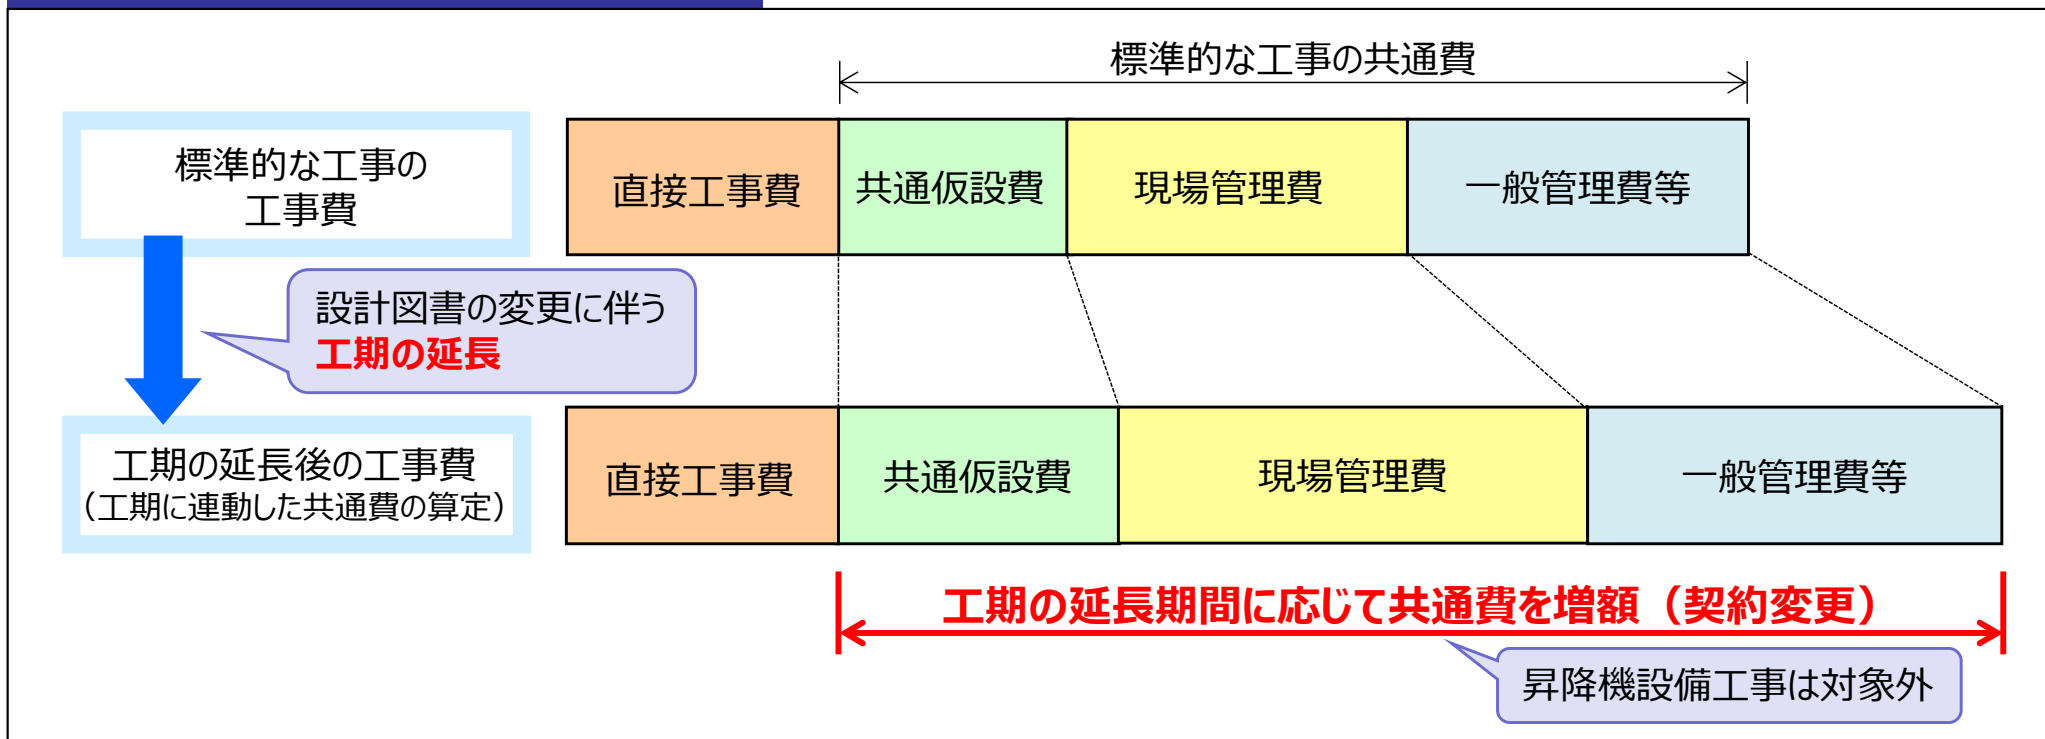 標準的な工事の共通費
標準的な工事の
工事費
直接工事費
共通仮設費
現場管理費
一般管理費等
設計図書の変更に伴う
工期の延長
工期の延長後の工事費
（工期に連動した共通費の算定）
直接工事費
共通仮設費
現場管理費
一般管理費等
工期の延長期間に応じて共通費を増額（契約変更）
昇降機設備工事は対象外